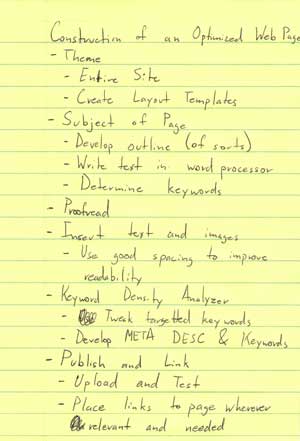 Construction of an Optimized Web Page
- Theme
- Entire Site
- Create Layout Templates
- Subject of Page
- Develop outline (of sorts)
- Write text in word processor
- Determine keywords
- Proofread
- Insert text and images
- Use good spacing to improve
readability
- Keyword Density Analyzer
- Tweak targetted keywords
- Develop META DESC & Keywords
- Publish and Link
- Upload and Test
- Place links to page wherever
relevant and needed